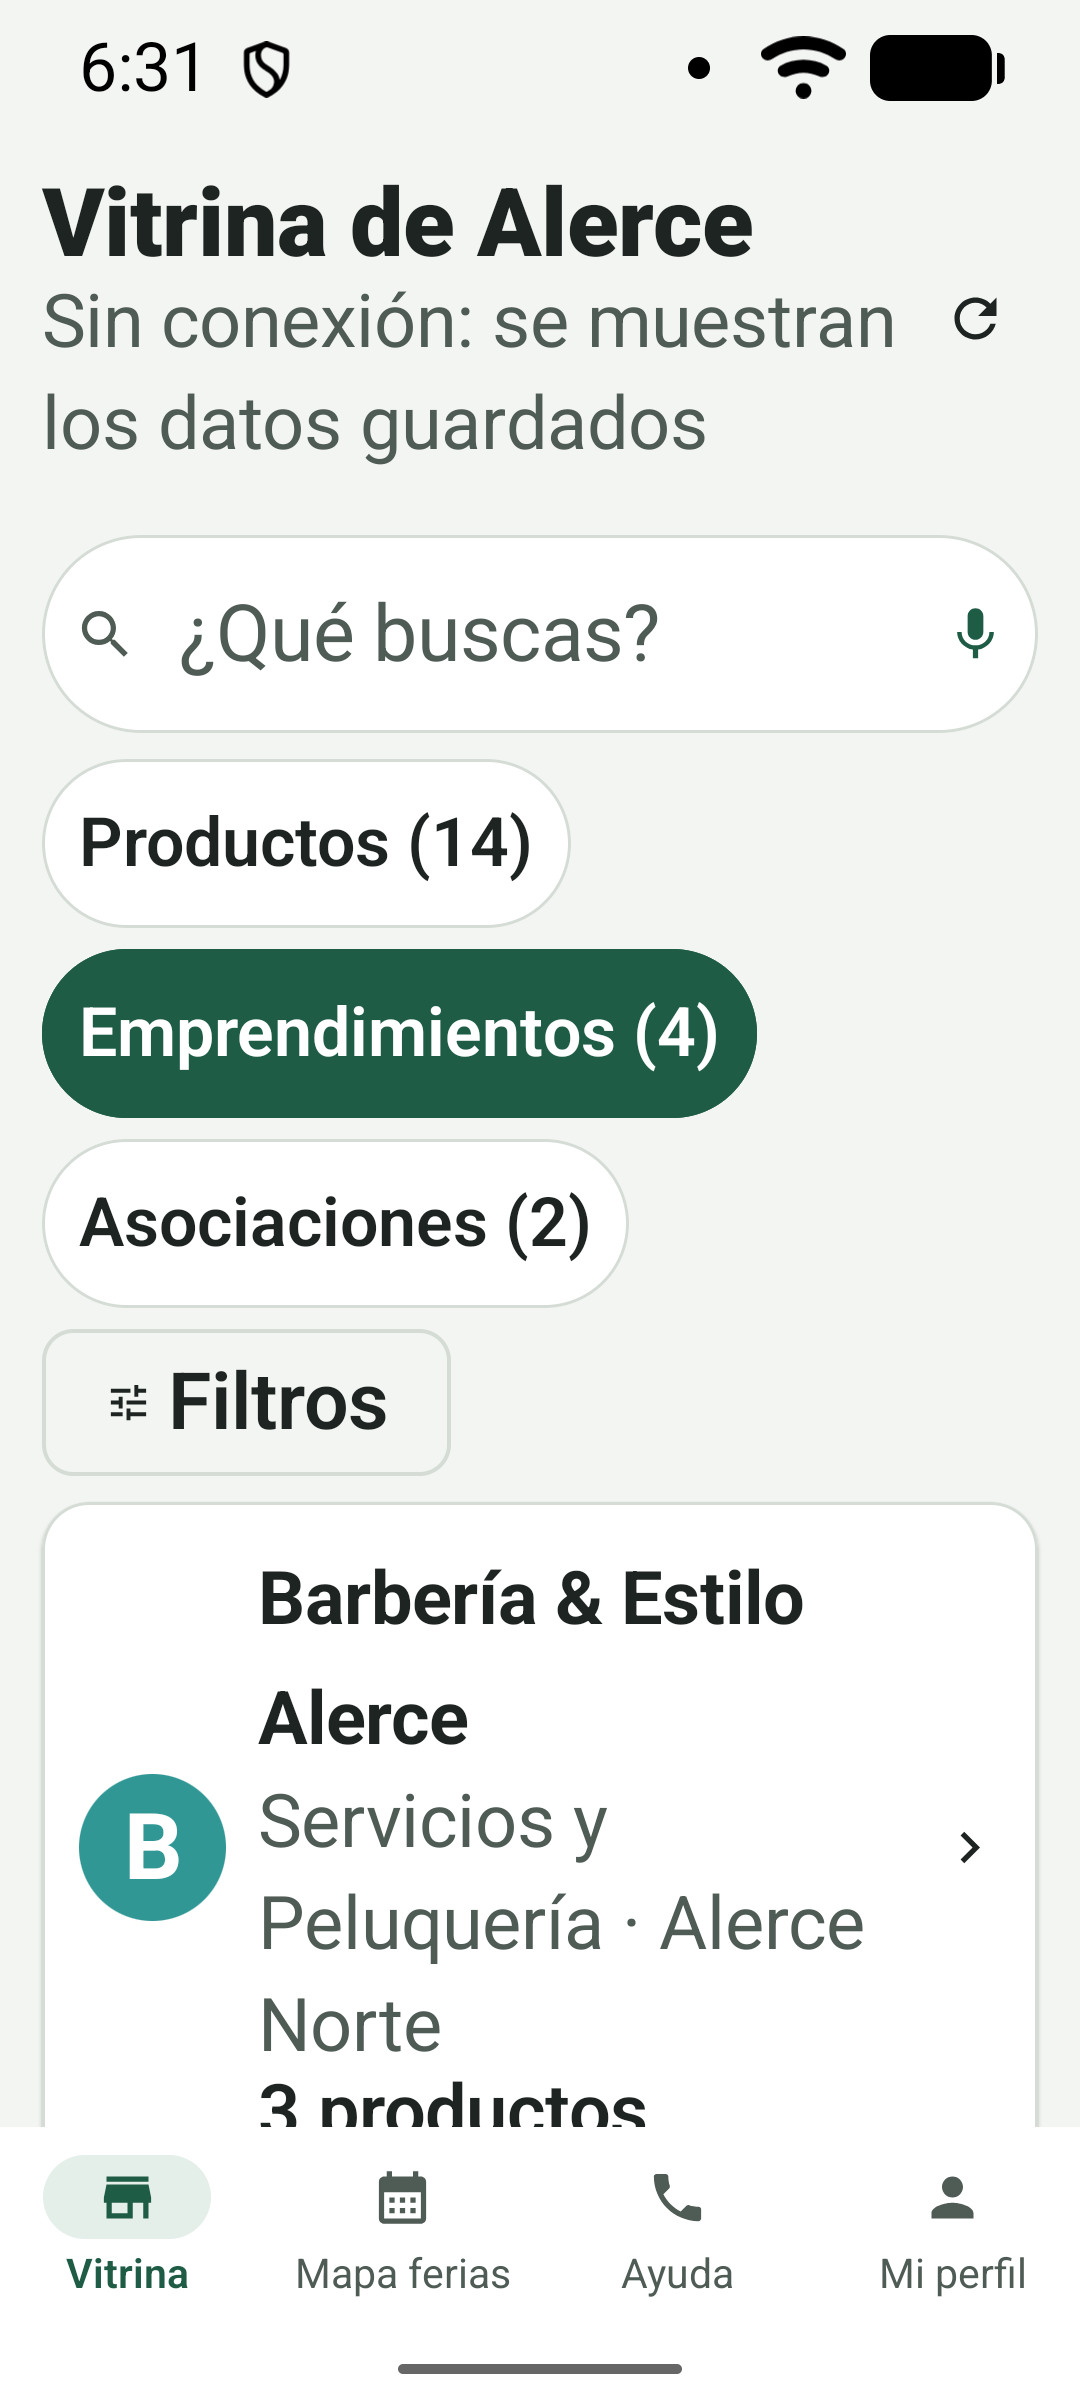 6:31
Vitrina de Alerce
Sin conexión: se muestran
los datos guardados
¿Qué buscas?
Productos (14)
Emprendimientos (4)
Asociaciones (2)
Filtros
Barbería & Estilo
Alerce
B
Servicios y
Peluquería · Alerce
Norte
3 productos
Vitrina
Mapa ferias
Ayuda
Mi perfil